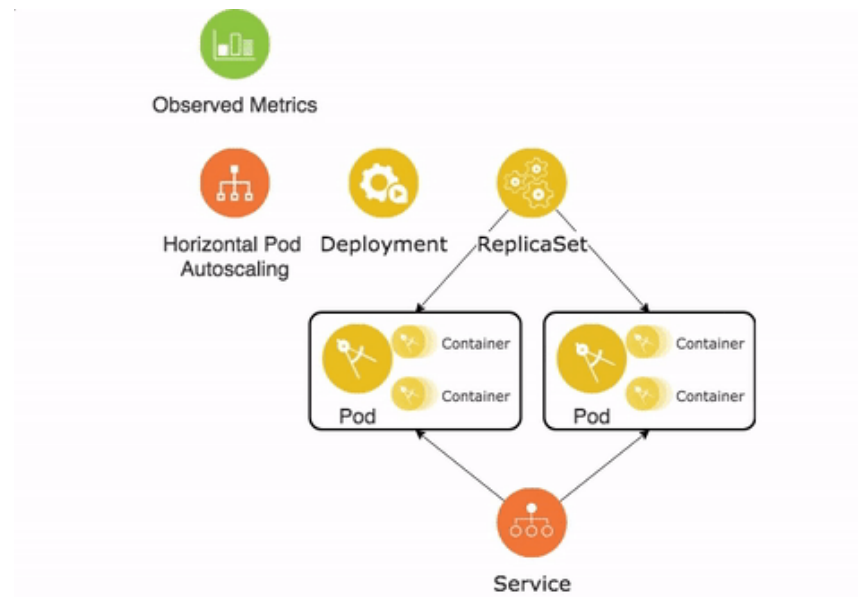 Observed Metrics
Horizontal Pod
Autoscaling
Deployment
ReplicaSet
Container
Container
Pod
Container
Container
Pod
Service